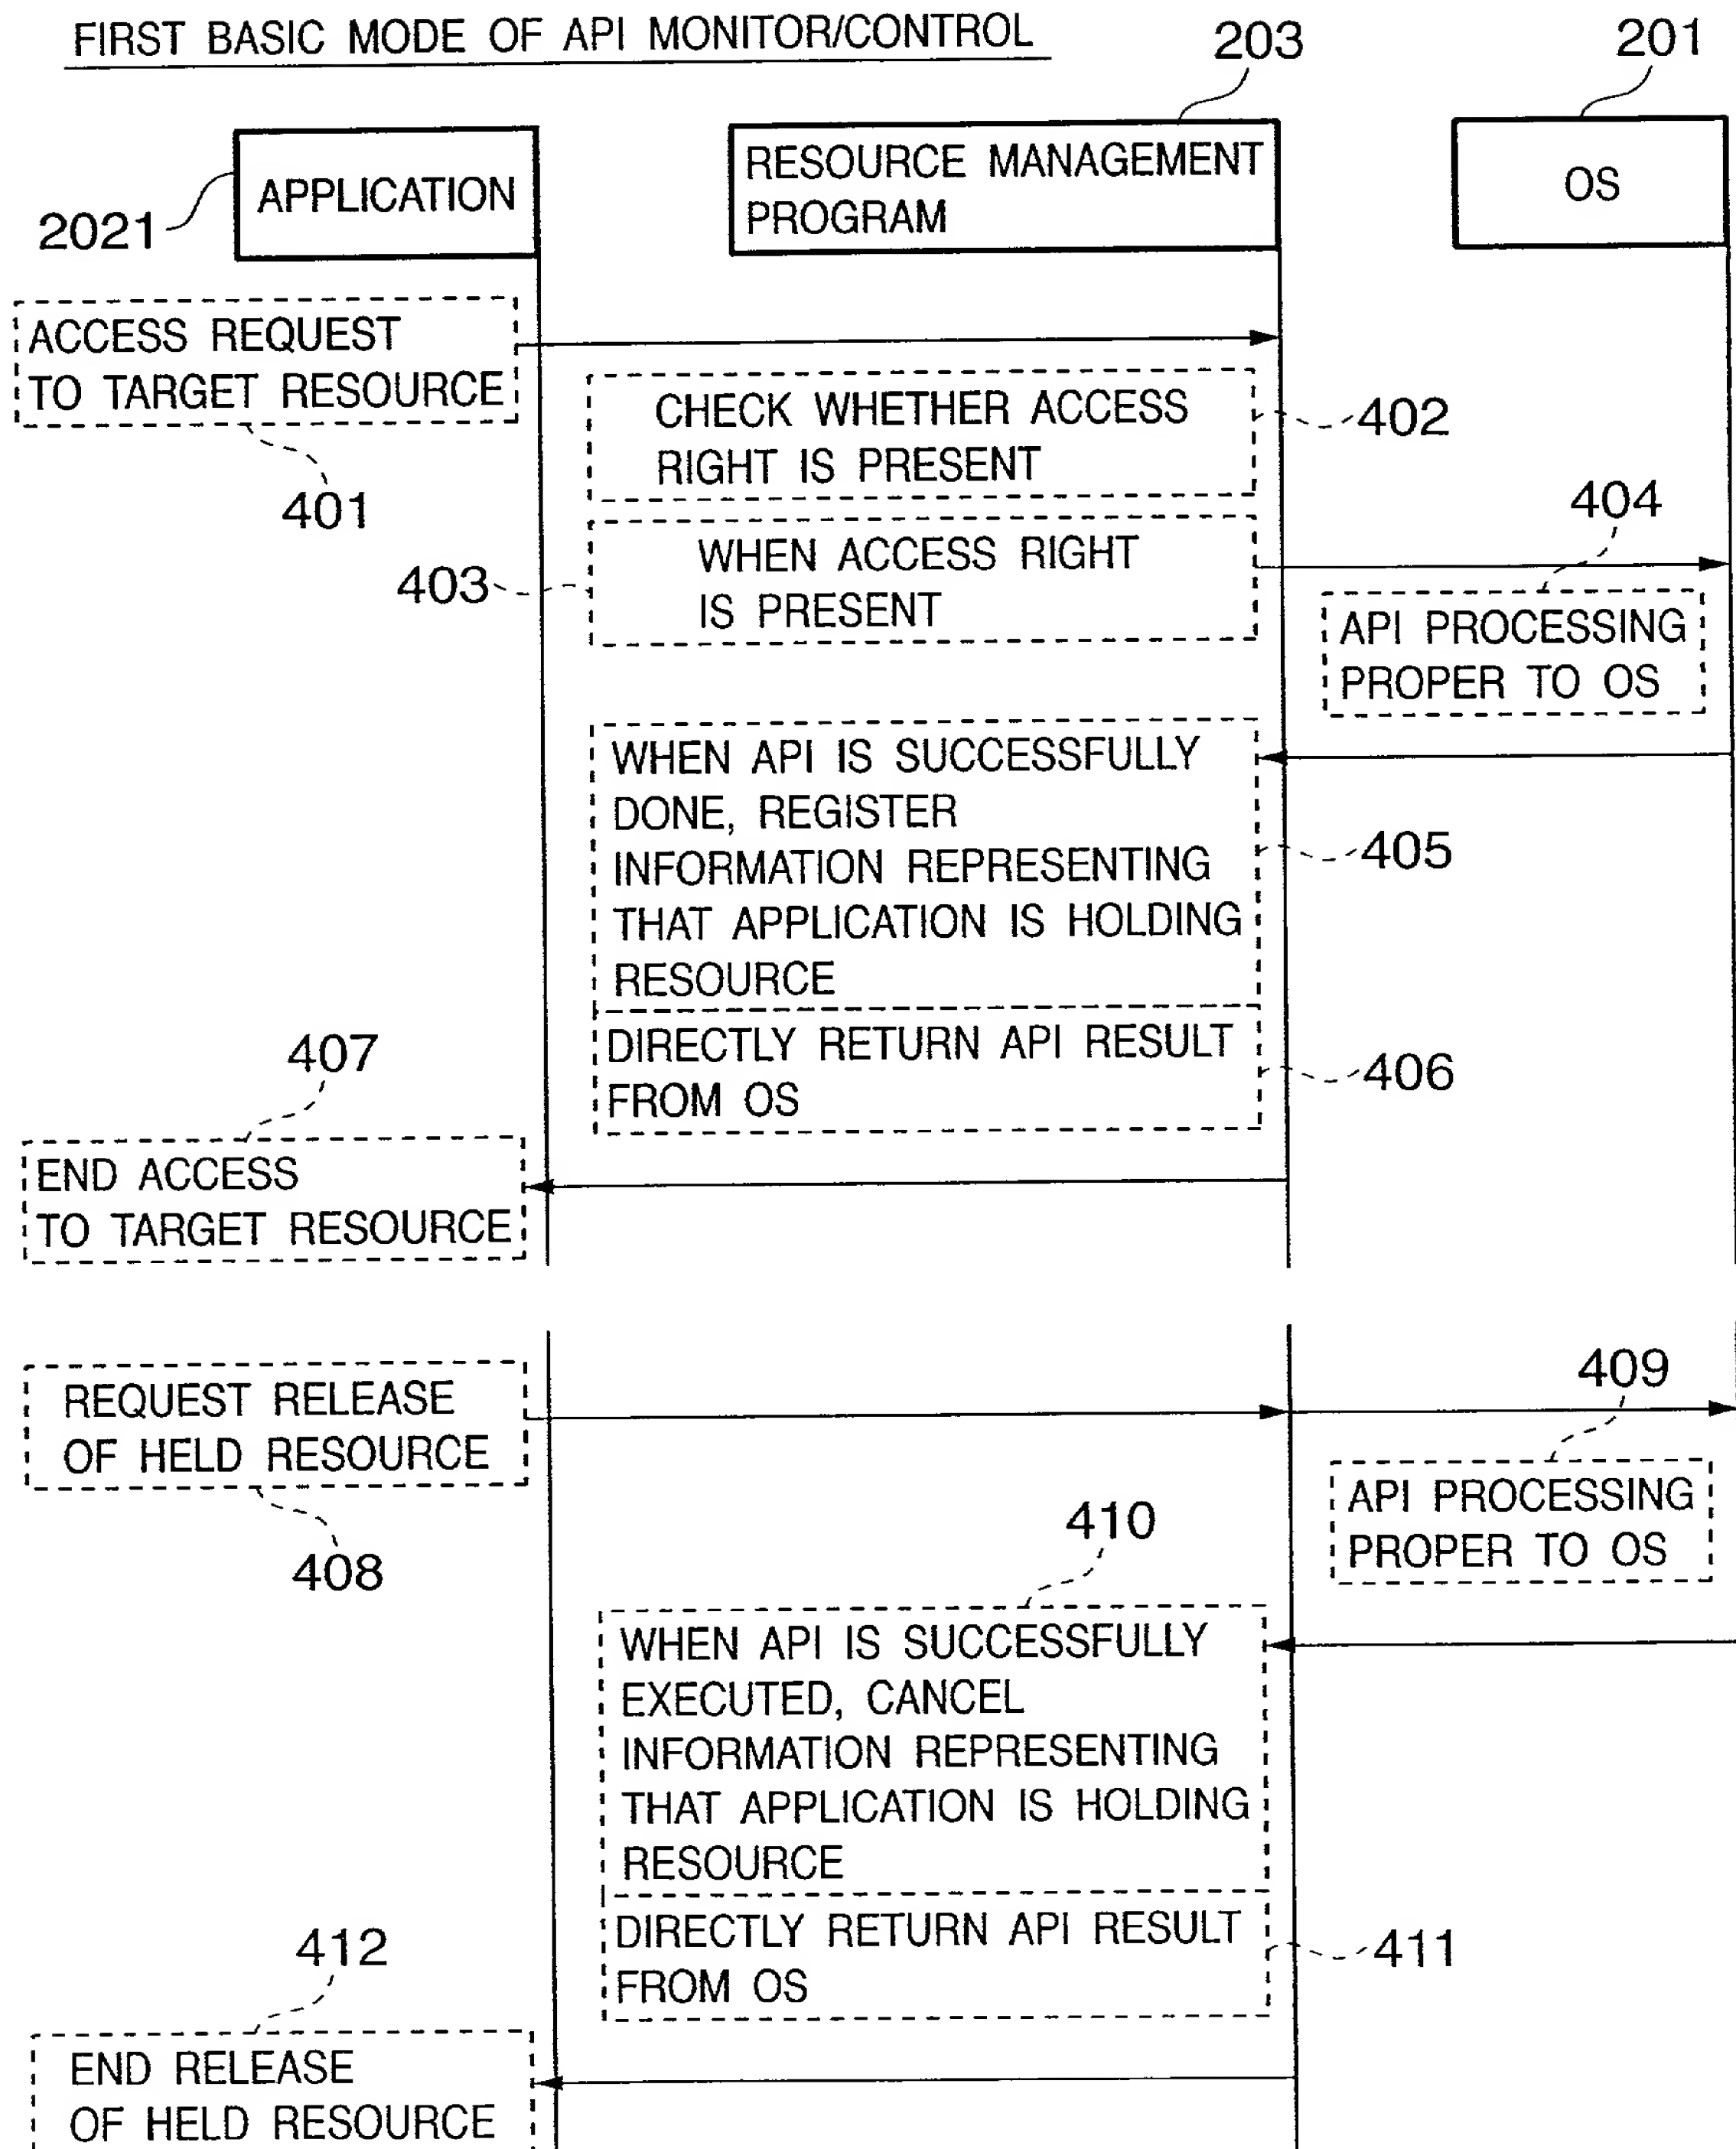 FIRST BASIC MODE OF API MONITOR/CONTROL
203
201
APPLICATION
RESOURCE MANAGEMENT
PROGRAM
OS
2021
ACCESS REQUEST
TO TARGET RESOURCE
401
CHECK WHETHER ACCESS
RIGHT IS PRESENT
402
WHEN ACCESS RIGHT
IS PRESENT
403
404
API PROCESSING
PROPER TO OS
WHEN API IS SUCCESSFULLY
DONE, REGISTER
INFORMATION REPRESENTING
THAT APPLICATION IS HOLDING
RESOURCE
405
DIRECTLY RETURN API RESULT
FROM OS
406
407
END ACCESS
TO TARGET RESOURCE
REQUEST RELEASE
OF HELD RESOURCE
408
409
API PROCESSING
PROPER TO OS
410
WHEN API IS SUCCESSFULLY
EXECUTED, CANCEL
INFORMATION REPRESENTING
THAT APPLICATION IS HOLDING
RESOURCE
DIRECTLY RETURN API RESULT
FROM OS
411
412
END RELEASE
OF HELD RESOURCE